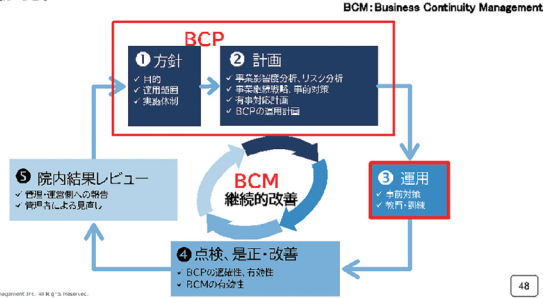 BCM:Business Continuity Management
BCP
❶ 方針
✓ 目的
✓ 適用範囲
✓ 実施体制
❷ 計画
✓ 事業影響度分析、リスク分析
✓ 事業継続戦略、事前対策
✓ 有事対応計画
✓ BCPの運用計画
❺ 院内結果レビュー
✓ 管理・運営側への報告
✓ 管理者による見直し
BCM
継続的改善
❸ 運用
✓ 事前対策
✓ 教育・訓練
❹ 点検、是正・改善
✓ BCPの適確性、有効性
✓ BCMの有効性
48